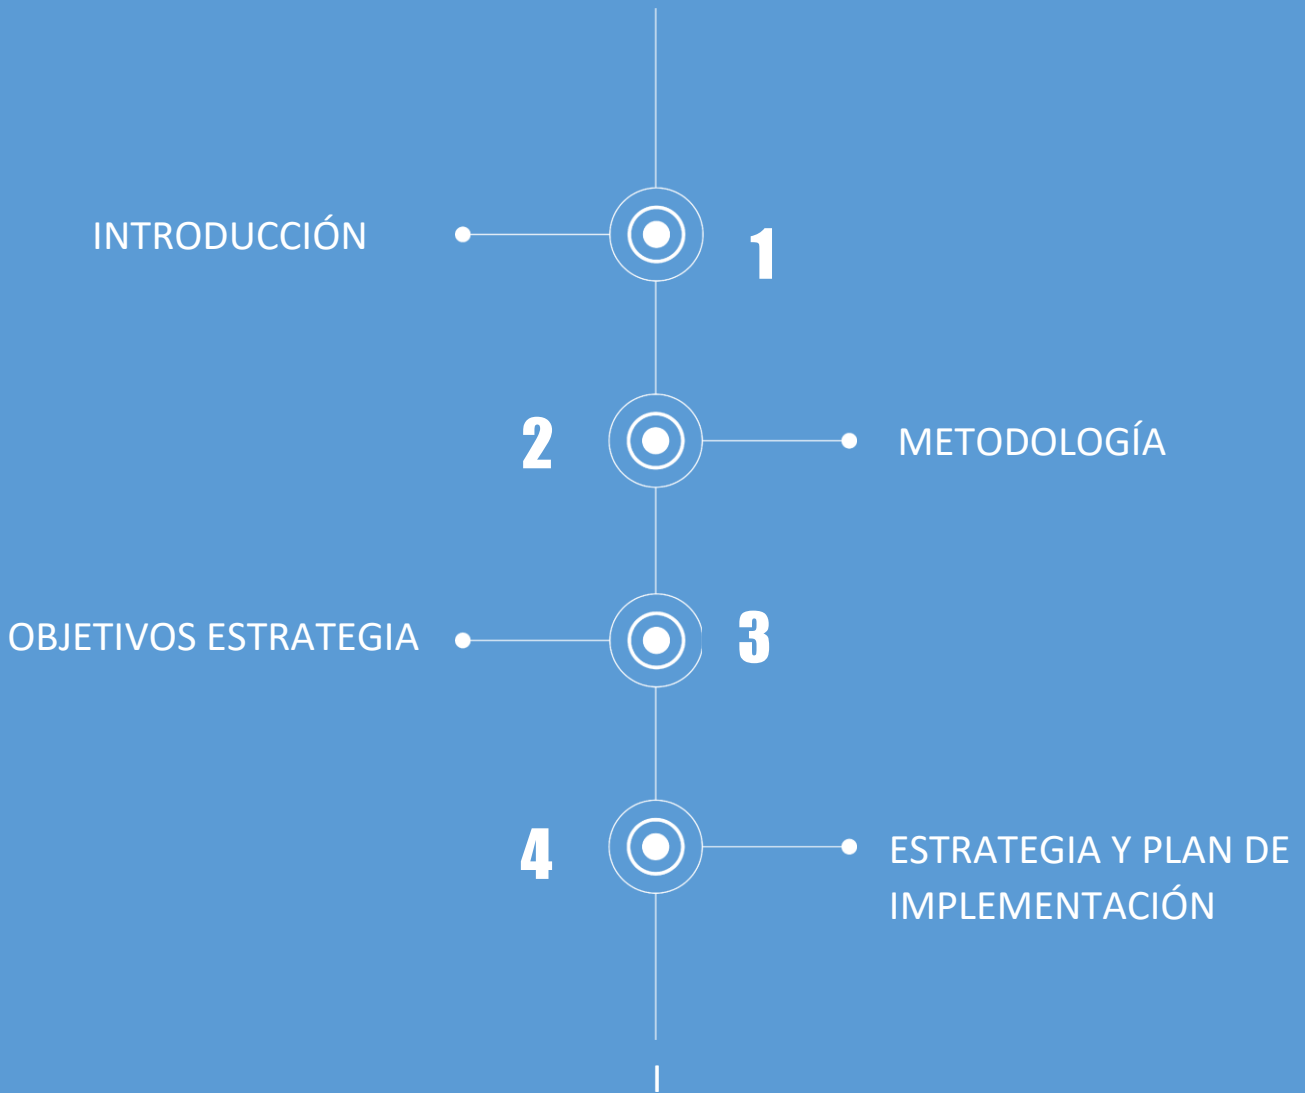 INTRODUCCIÓN
1
2
METODOLOGÍA
OBJETIVOS ESTRATEGIA
3
4
ESTRATEGIA Y PLAN DE
IMPLEMENTACIÓN